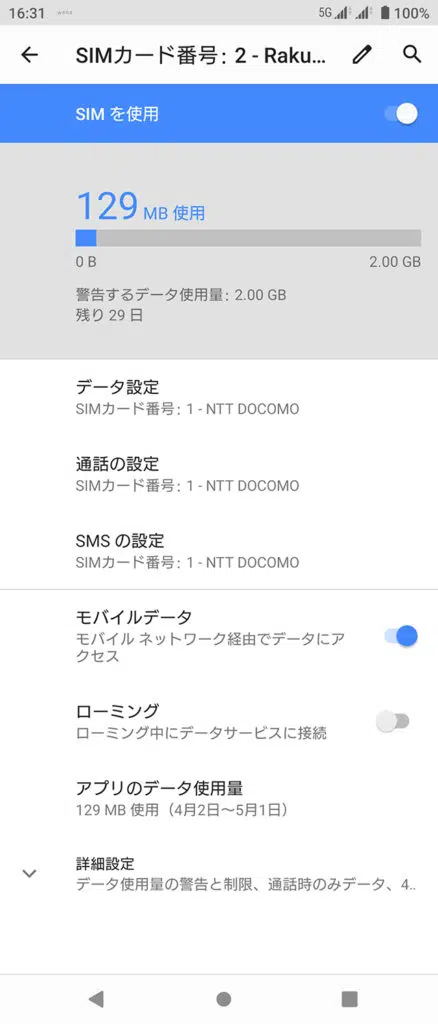 16:31
5G 100%
SIMカード番号: 2 - Raku...
SIM を使用
129 MB 使用
0 B 2.00 GB
警告するデータ使用量: 2.00 GB
残り 29 日
データ設定
SIMカード番号: 1 - NTT DOCOMO
通話の設定
SIMカード番号: 1 - NTT DOCOMO
SMS の設定
SIMカード番号: 1 - NTT DOCOMO
モバイルデータ
モバイル ネットワーク経由でデータにア
クセス
ローミング
ローミング中にデータサービスに接続
アプリのデータ使用量
129 MB 使用（4月2日～5月1日）
詳細設定
データ使用量の警告と制限、通話時のみデータ、4..